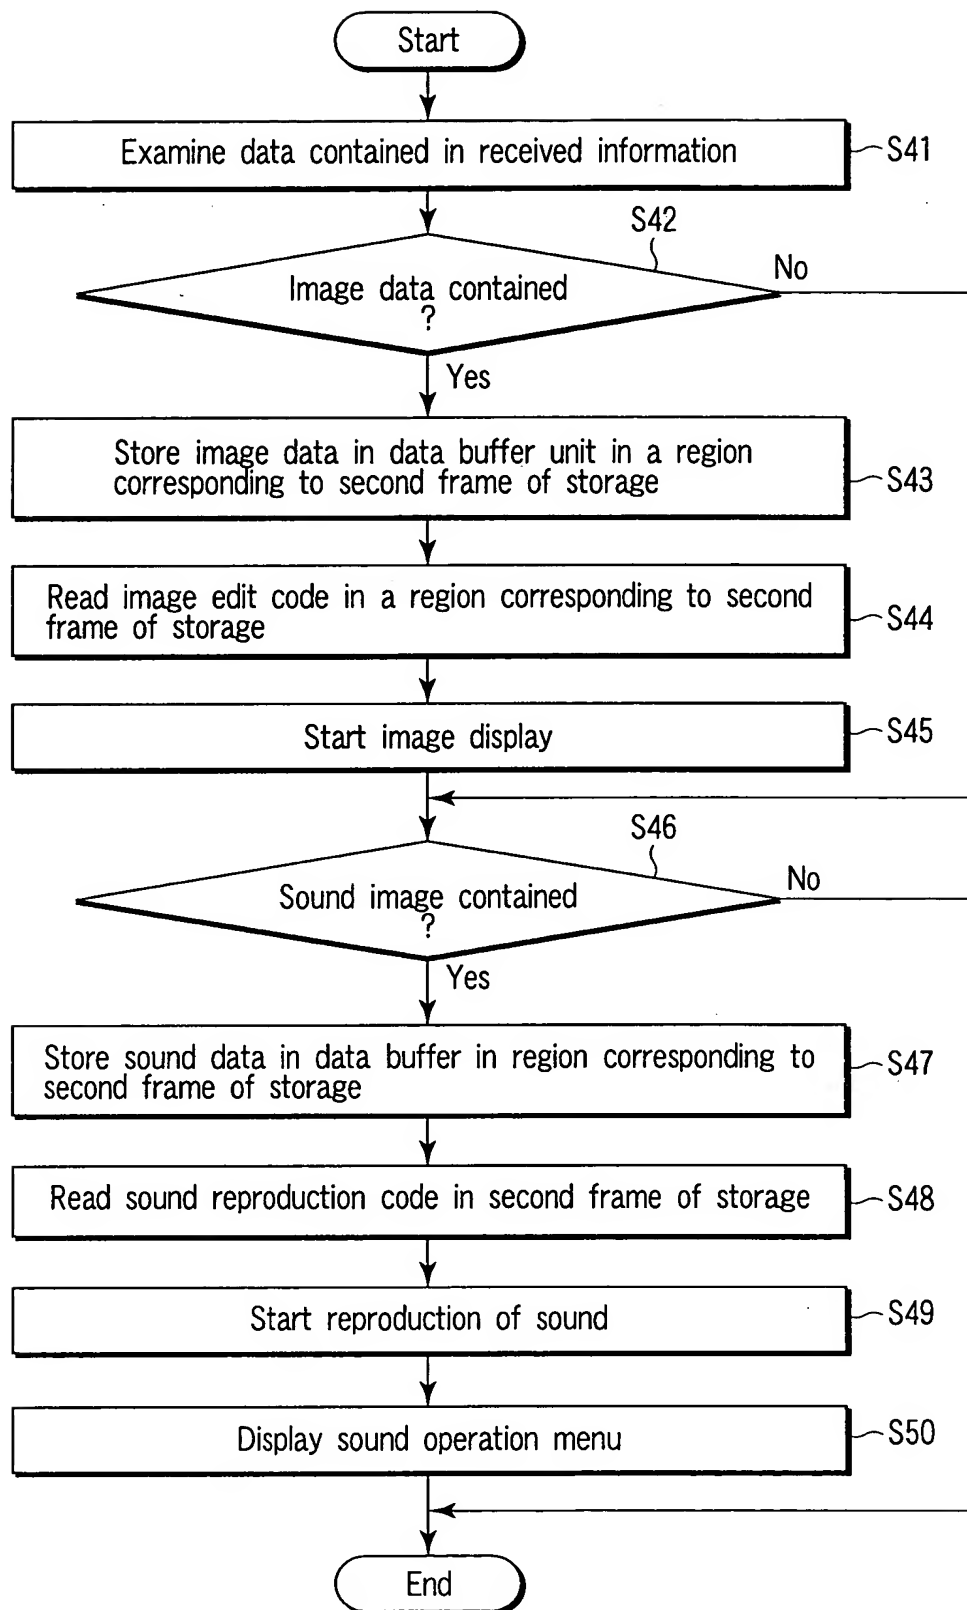 Start
Examine data contained in received information
S41
S42
Image data contained
?
No
Yes
Store image data in data buffer unit in a region
corresponding to second frame of storage
S43
Read image edit code in a region corresponding to second
frame of storage
S44
Start image display
S45
S46
Sound image contained
?
No
Yes
Store sound data in data buffer in region corresponding to
second frame of storage
S47
Read sound reproduction code in second frame of storage
S48
Start reproduction of sound
S49
Display sound operation menu
S50
End